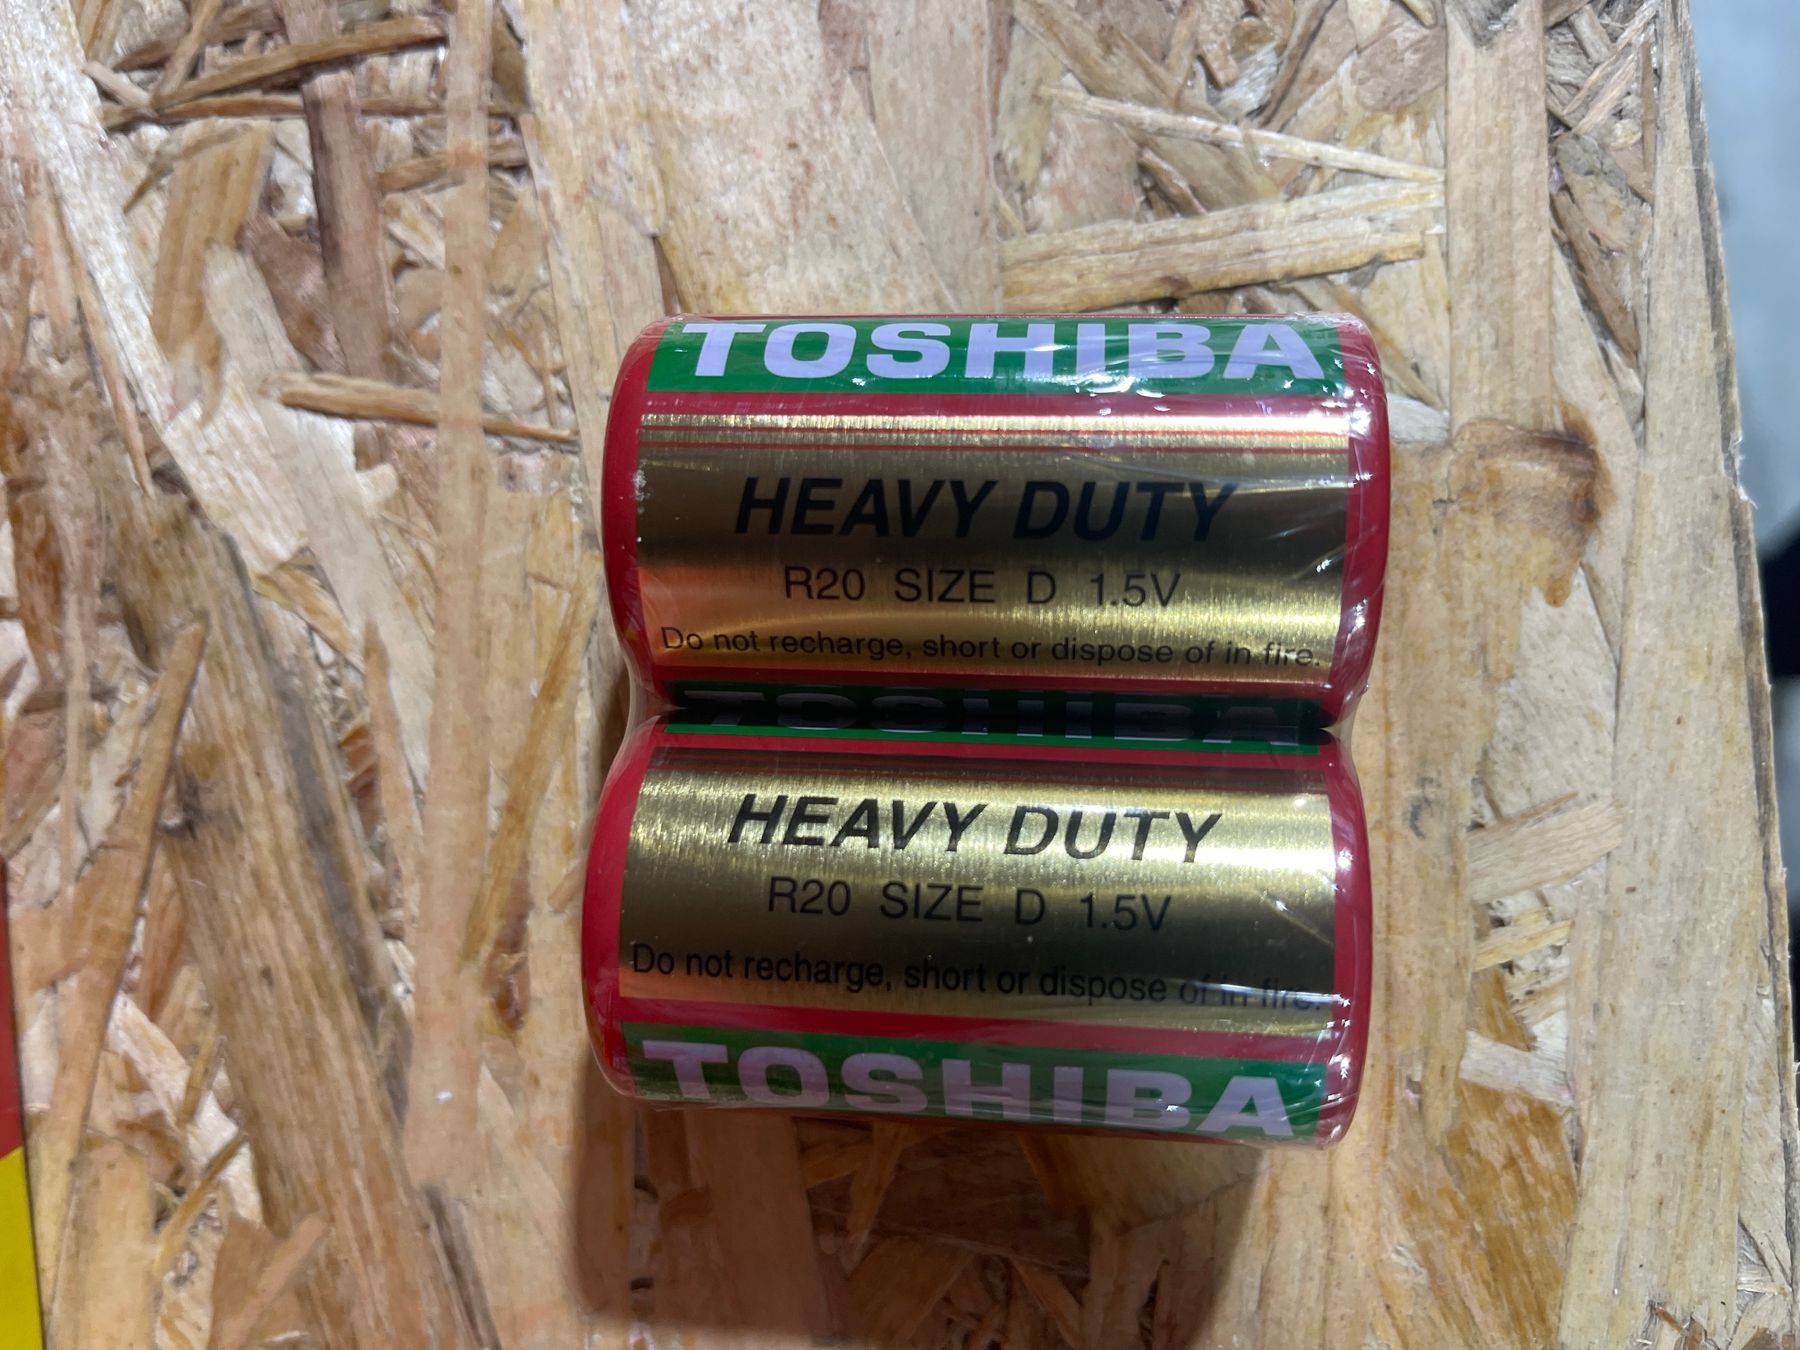 TOSHIBA
HEAVY DUTY
R20 SIZE D 1.5V
Do not recharge, short or dispose of in fire.
TOSHIBA
TOSHIBA
HEAVY DUTY
R20 SIZE D 1.5V
Do not recharge, short or dispose of in fire.
TOSHIBA